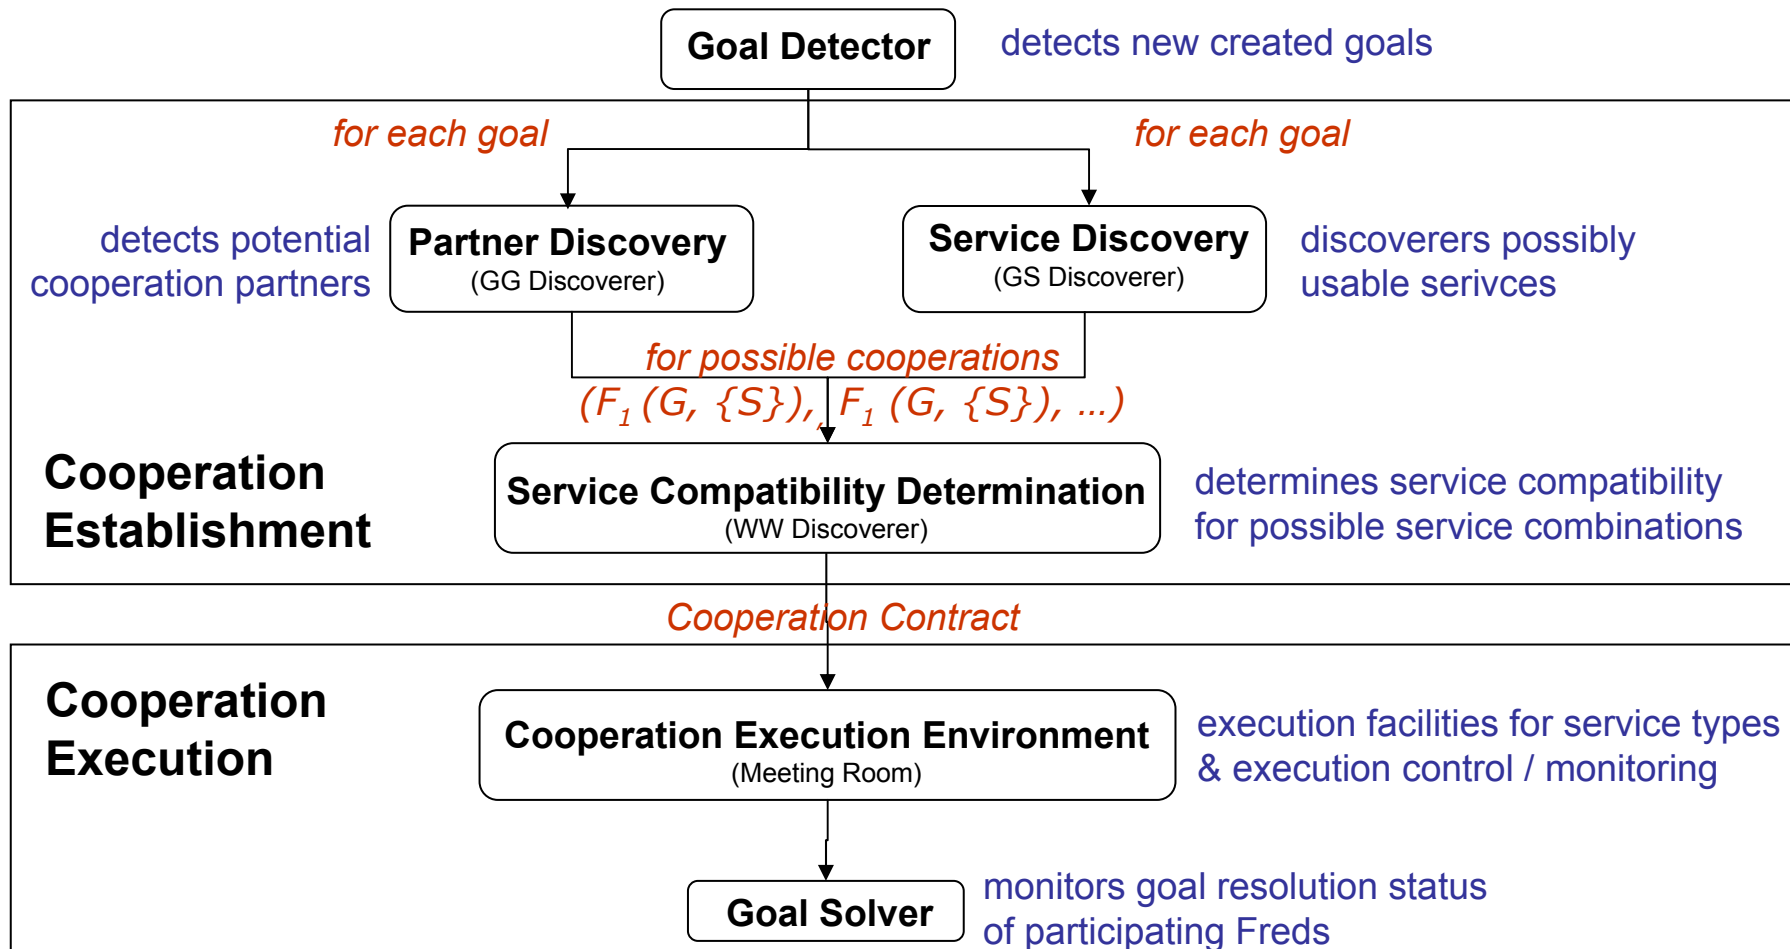 Goal Detector
detects new created goals
for each goal
for each goal
detects potential
cooperation partners
Partner Discovery
(GG Discoverer)
Service Discovery
(GS Discoverer)
discoverers possibly
usable serivces
for possible cooperations
(F1 (G, {S}), , F1 (G, {S}), ...)
Cooperation
Establishment
Service Compatibility Determination
(WW Discoverer)
determines service compatibility
for possible service combinations
Cooperation Contract
Cooperation
Execution
Cooperation Execution Environment
(Meeting Room)
execution facilities for service types
& execution control / monitoring
Goal Solver
monitors goal resolution status
of participating Freds